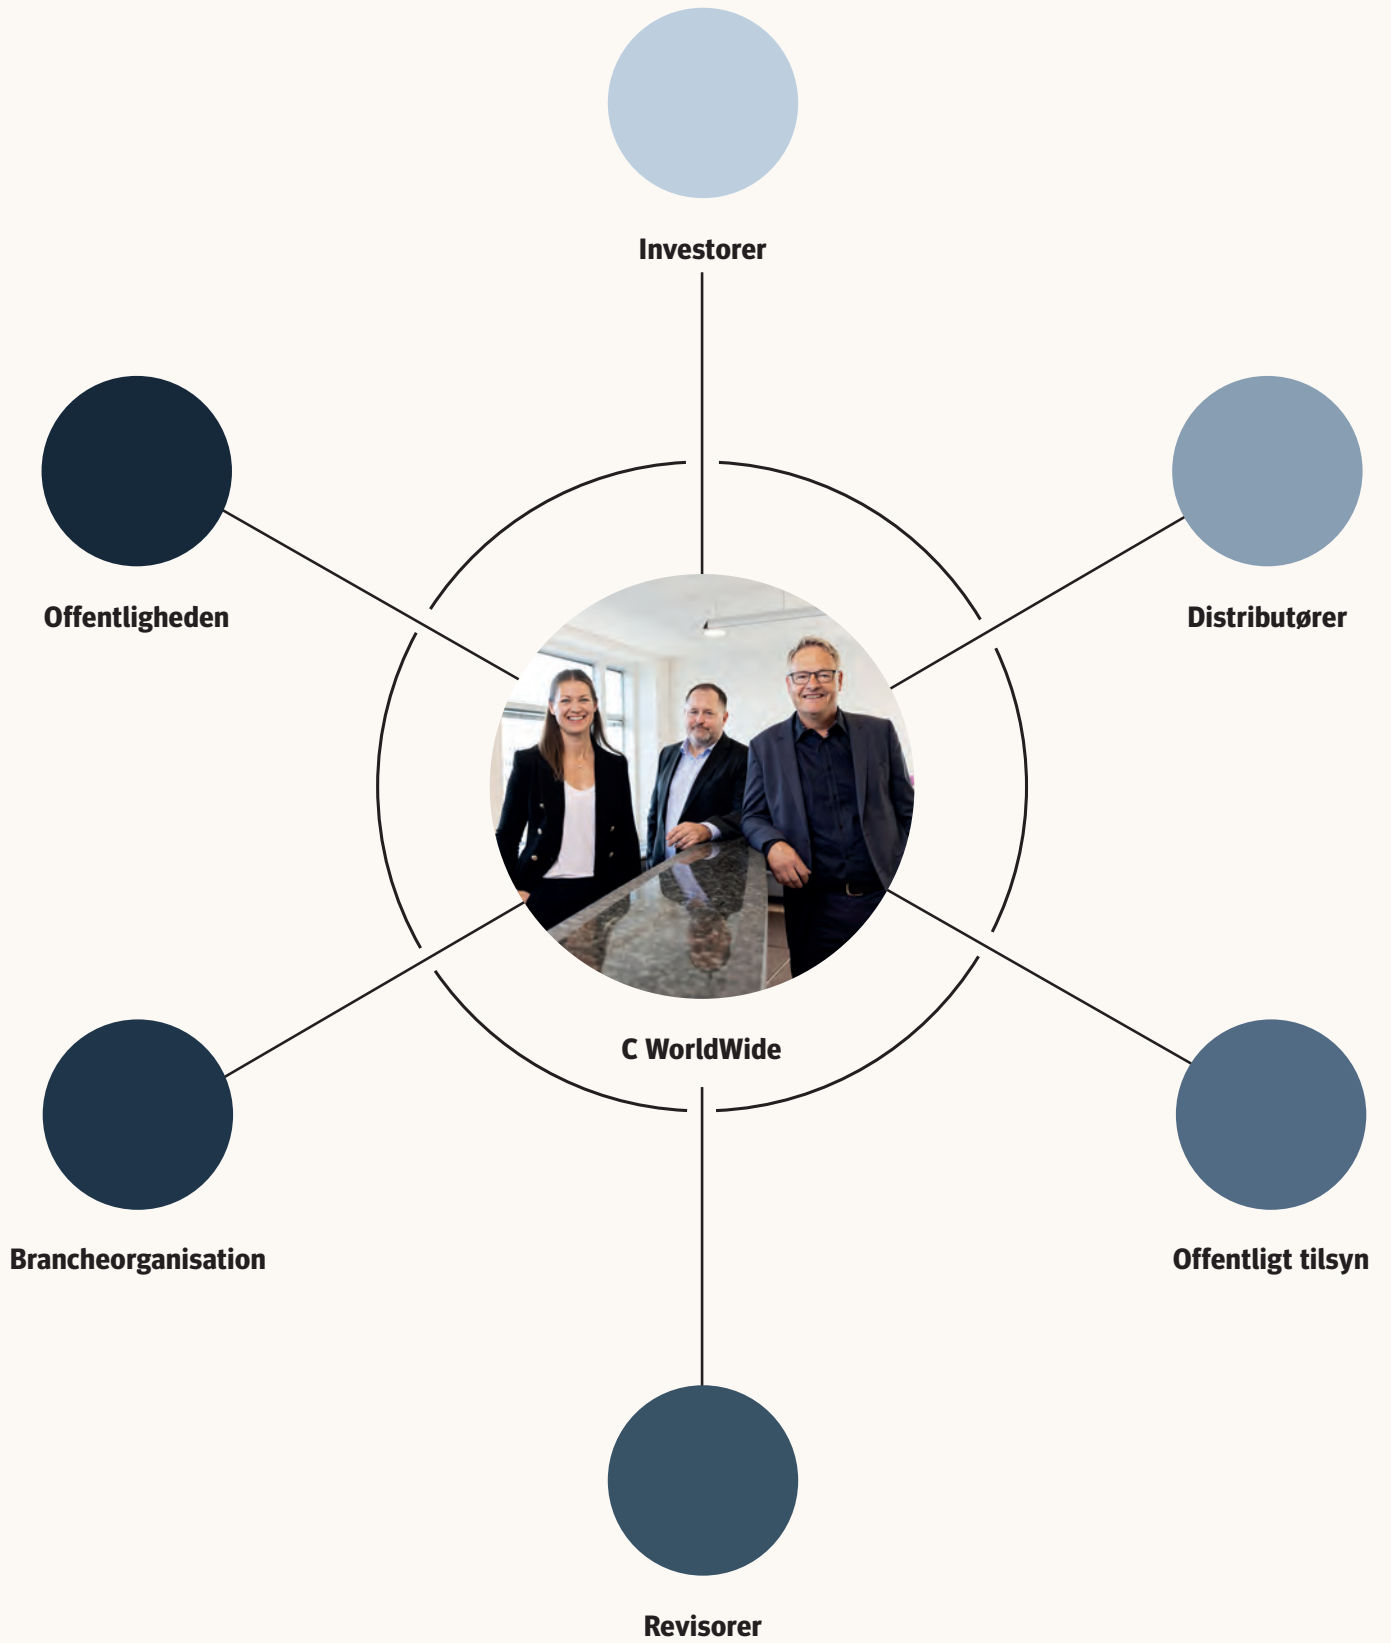 Investorer
Offentligheden
Distributører
C WorldWide
Brancheorganisation
Offentligt tilsyn
Revisorer